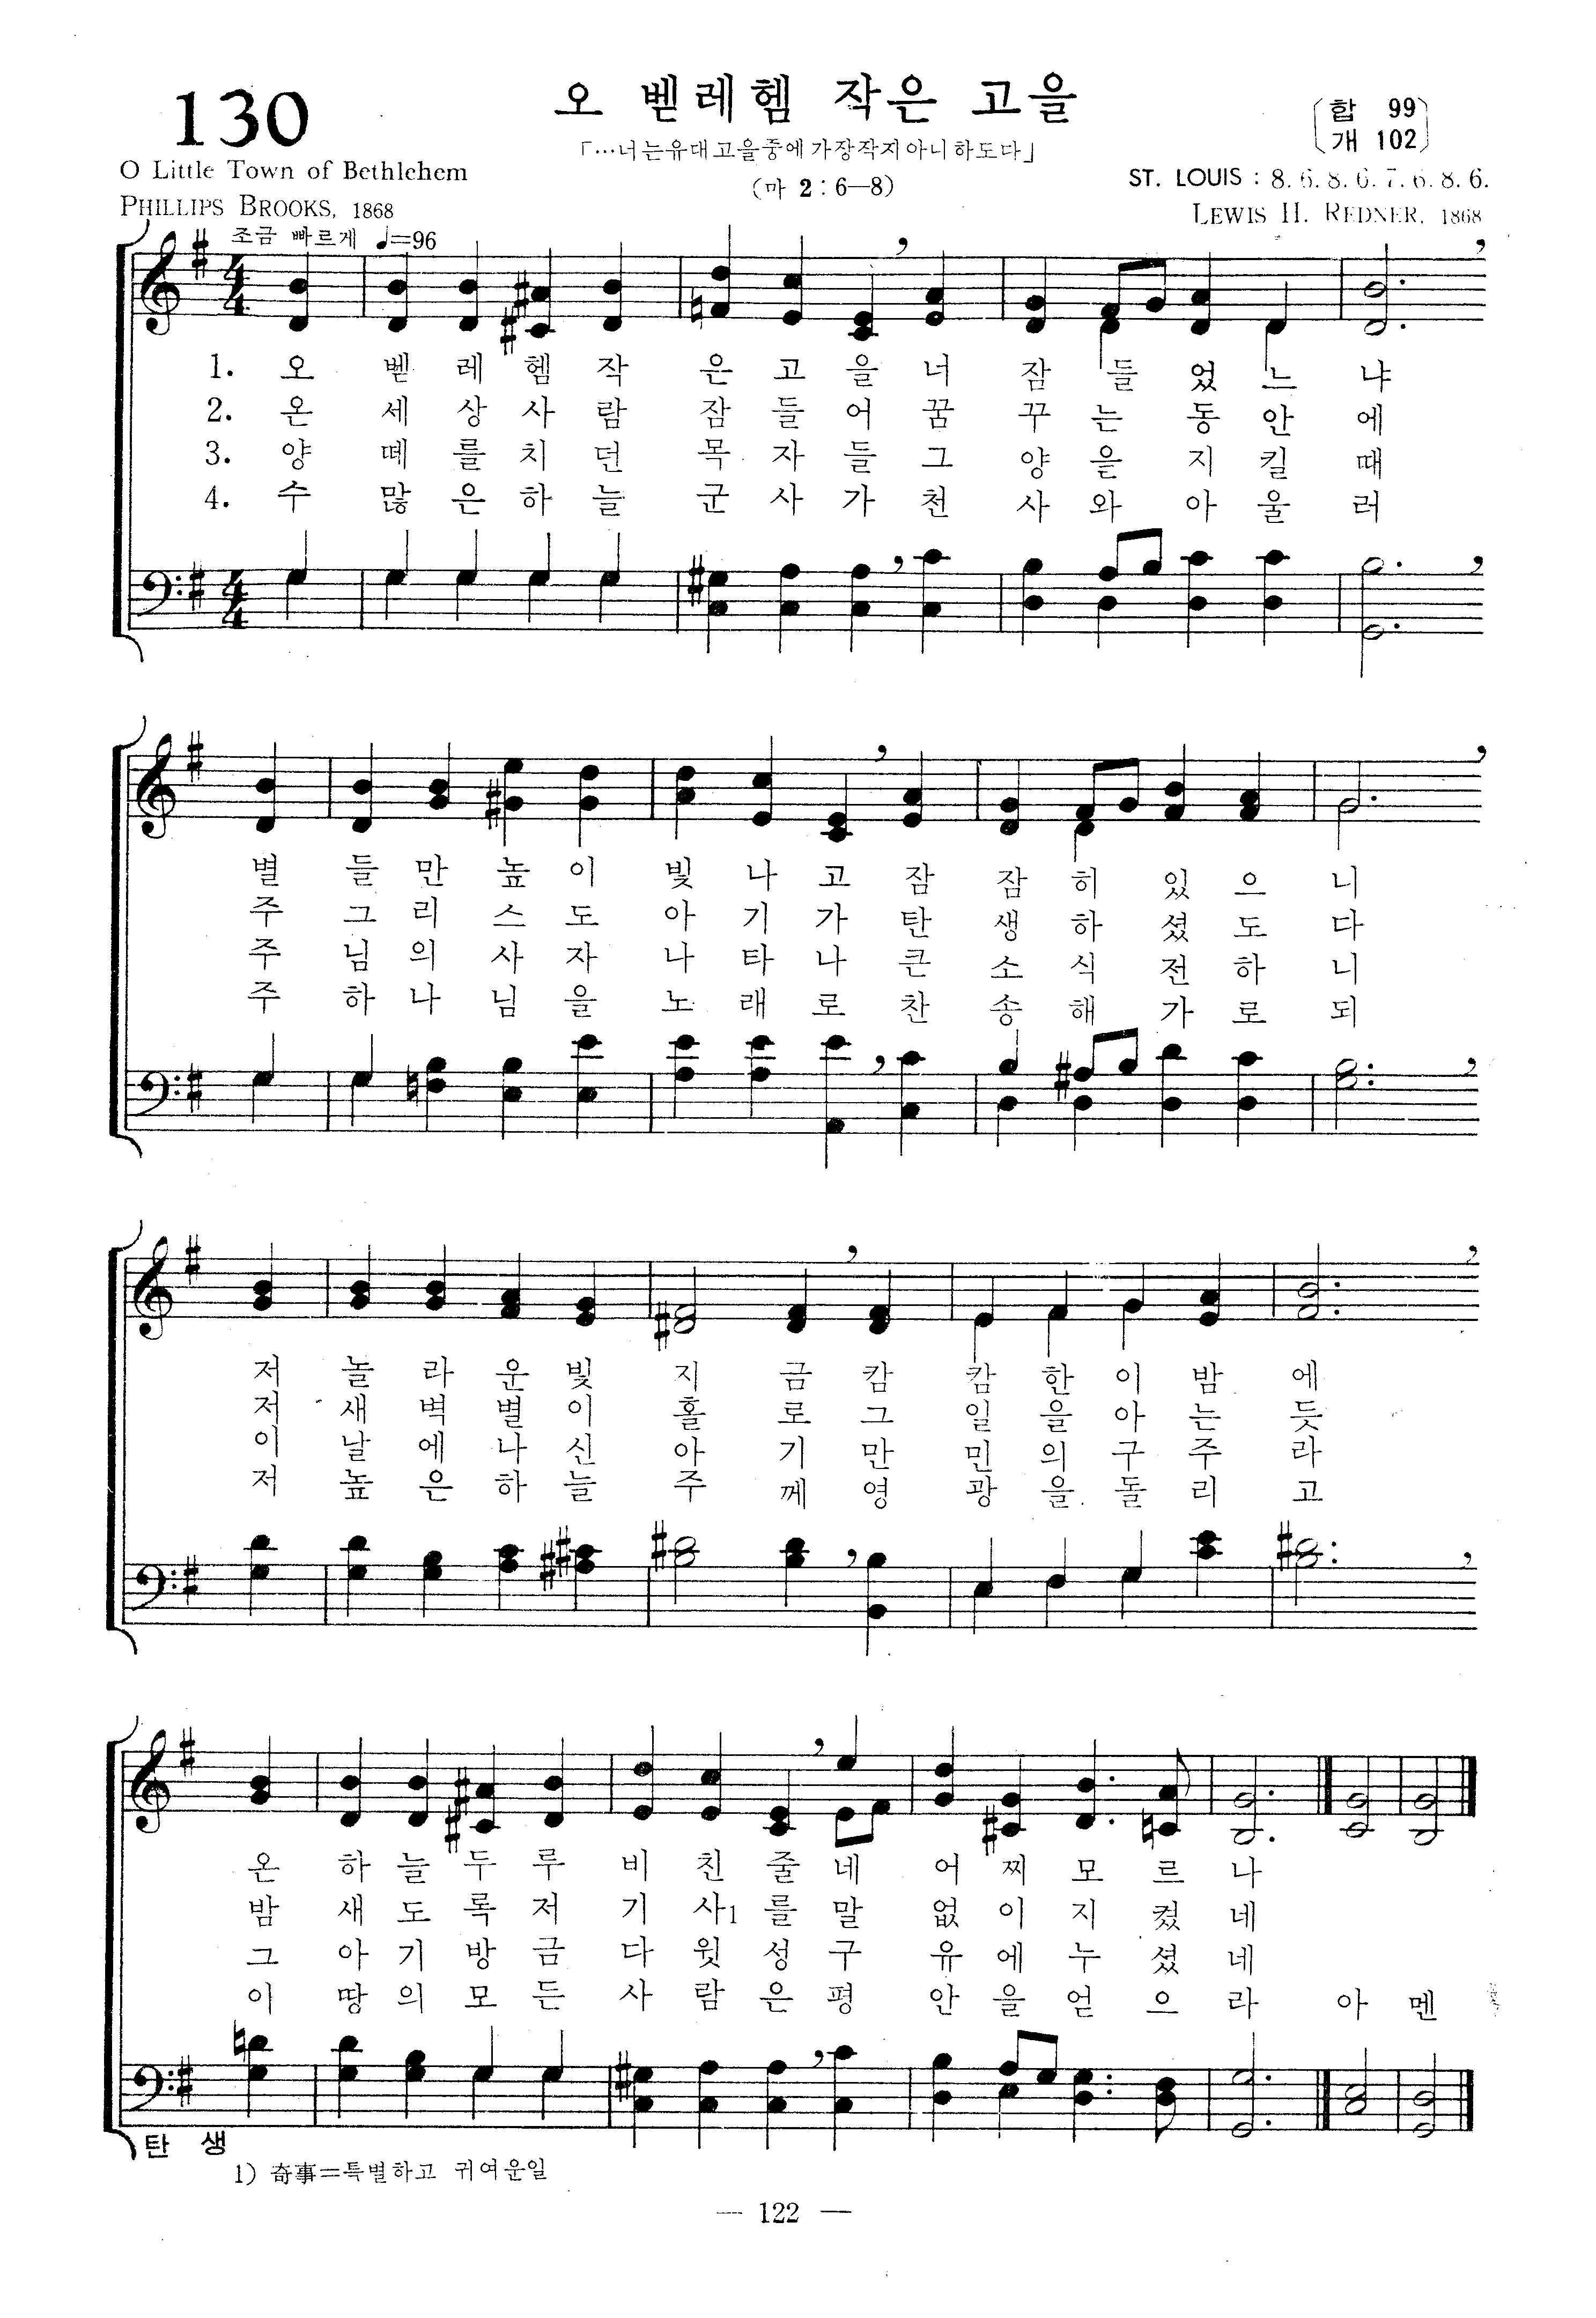 130
오 벧레헴 작은 고을
〔합 99〕
〔개 102〕
「…너는유대고을중에가장작지아니하도다」
(마 2:6—8)
O Little Town of Bethlehem
PHILLIPS BROOKS, 1868
ST. LOUIS : 8. 6. 8. 6. 7. 6. 8. 6.
LEWIS H. REDNER, 1868
조금 빠르게 ♩=96
1. 오 벧 레 헴 작 은 고 을 너 잠 들 었 느 냐
2. 온 세 상 사 람 잠 들 어 꿈 꾸 는 동 안 에
3. 양 떼 를 치 던 목 자 들 그 양 을 지 킬 때
4. 수 많 은 하 늘 군 사 가 천 사 와 아 울 러
별 들 만 높 이 빛 나 고 잠 잠 히 있 으 니
주 그 리 스 도 아 기 가 탄 생 하 셨 도 다
주 님 의 사 자 나 타 나 큰 소 식 전 하 니
주 하 나 님 을 노 래 로 찬 송 해 가 로 되
저 놀 라 운 빛 지 금 캄 캄 한 이 밤 에
저 새 벽 별 이 홀 로 그 일 을 아 는 듯
이 날 에 나 신 아 기 만 민 의 구 주 라
저 높 은 하 늘 주 께 영 광 을 돌 리 고
온 하 늘 두 루 비 친 줄 네 어 찌 모 르 나
밤 새 도 록 저 기 사1 를 말 없 이 지 켰 네
그 아 기 방 금 다 윗 성 구 유 에 누 셨 네
이 땅 의 모 든 사 람 은 평 안 을 얻 으 라 아 멘
탄 생
1) 奇事=특별하고 귀여운일
— 122 —